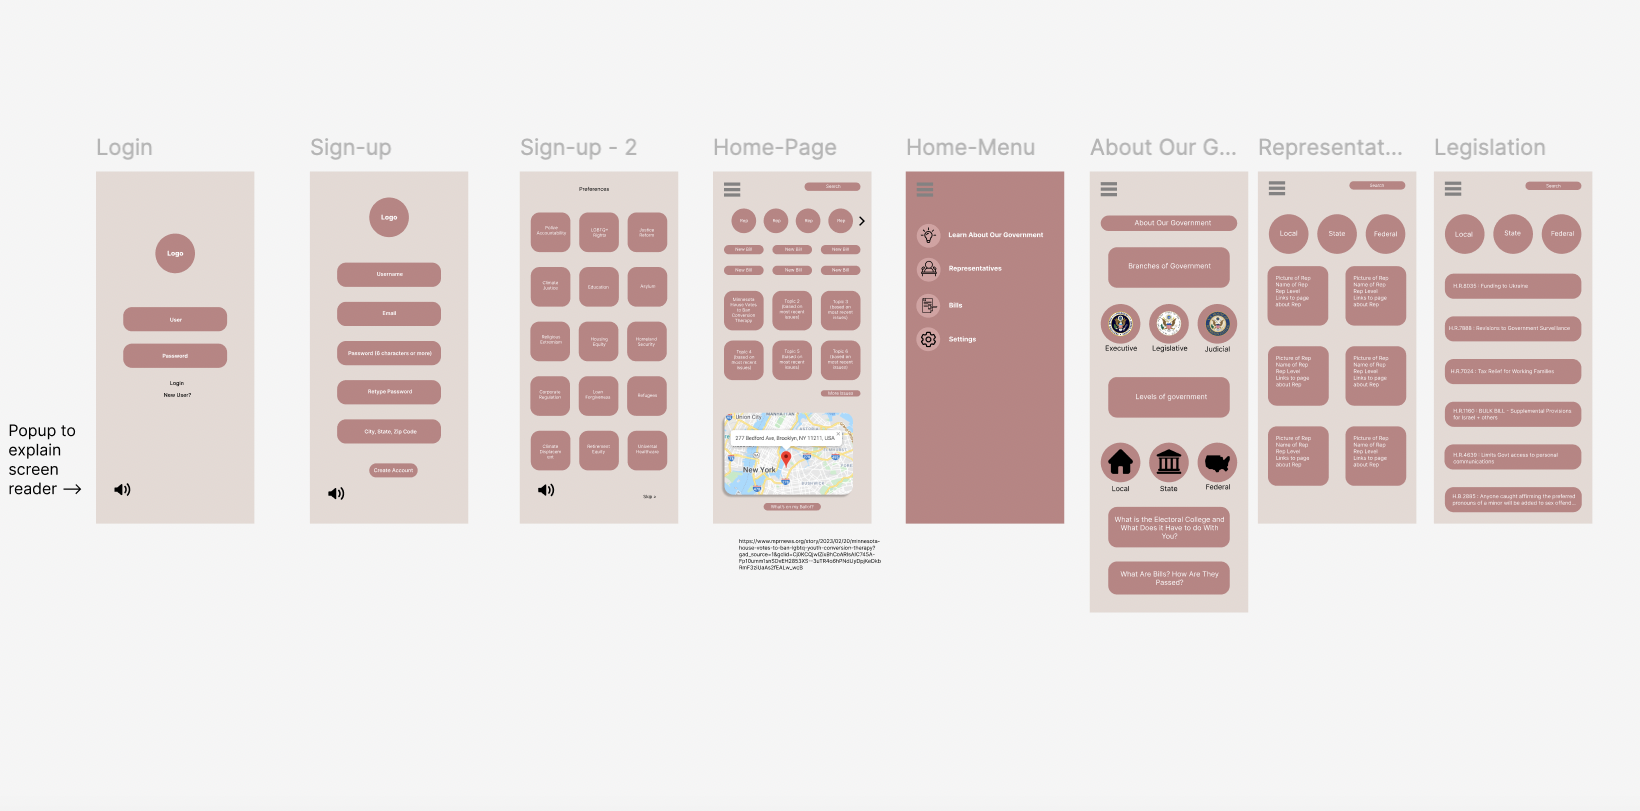 Login
Sign-up
Sign-up - 2
Home-Page
Home-Menu
About Our G...
Representat...
Legislation
Popup to
explain
screen
reader →
Logo
User
Password
Login
New User?
Logo
Username
Email
Password (6 characters or more)
Retype Password
City, State, Zip Code
Create Account
Preferences
Police
Accountability
LGBTQ+
Rights
Justice
Reform
Climate
Justice
Education
Asylum
Religious
Extremism
Housing
Equity
Homeland
Security
Corporate
Regulation
Loan
Forgiveness
Refugees
Climate
Displacem
ent
Retirement
Equity
Universal
Healthcare
Skip >
Search
Rep
Rep
Rep
Rep
New Bill
New Bill
New Bill
New Bill
New Bill
New Bill
Minnesota
House Votes
to Ban
Conversion
Therapy
Topic 2
(based on
most recent
issues)
Topic 3
(based on
most recent
issues)
Topic 4
(based on
most recent
issues)
Topic 5
(based on
most recent
issues)
Topic 6
(based on
most recent
issues)
More Issues
Union City
MANHATTAN
277 Bedford Ave, Brooklyn, NY 11211, USA
New York
What's on my Ballot?
https://www.mprnews.org/story/2023/02/20/minnesota-
house-votes-to-ban-lgbtq-youth-conversion-therapy?
Learn About Our Government
Representatives
Bills
Settings
About Our Government
Branches of Government
Executive
Legislative
Judicial
Levels of government
Local
State
Federal
What is the Electoral College and
What Does it Have to do With
You?
What Are Bills? How Are They
Passed?
Search
Local
State
Federal
Picture of Rep
Name of Rep
Rep Level
Links to page
about Rep
Picture of Rep
Name of Rep
Rep Level
Links to page
about Rep
Picture of Rep
Name of Rep
Rep Level
Links to page
about Rep
Picture of Rep
Name of Rep
Rep Level
Links to page
about Rep
Picture of Rep
Name of Rep
Rep Level
Links to page
about Rep
Picture of Rep
Name of Rep
Rep Level
Links to page
about Rep
Search
Local
State
Federal
H.R.8035 : Funding to Ukraine
H.R.7888 : Revisions to Government Surveillance
H.R.7024 : Tax Relief for Working Families
H.R.1160 : BULK BILL - Supplemental Provisions
for Israel + others
H.R.4639 : Limits Govt access to personal
communications
H.B.2885 : Anyone caught affirming the preferred
pronouns of a minor will be added to sex offend...